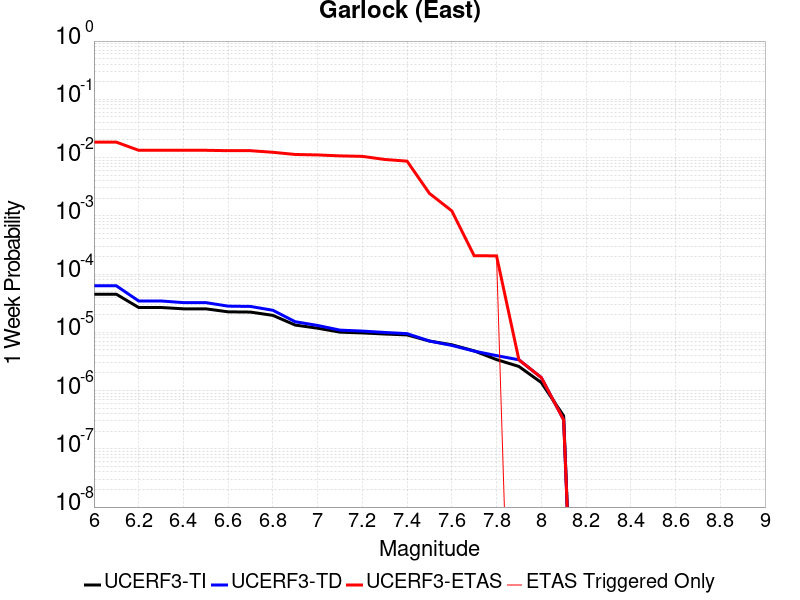 Garlock (East)
10^0
10^-1
10^-2
10^-3
10^-4
10^-5
10^-6
10^-7
10^-8
1 Week Probability
6 6.2 6.4 6.6 6.8 7 7.2 7.4 7.6 7.8 8 8.2 8.4 8.6 8.8 9
Magnitude
UCERF3-TI UCERF3-TD UCERF3-ETAS ETAS Triggered Only